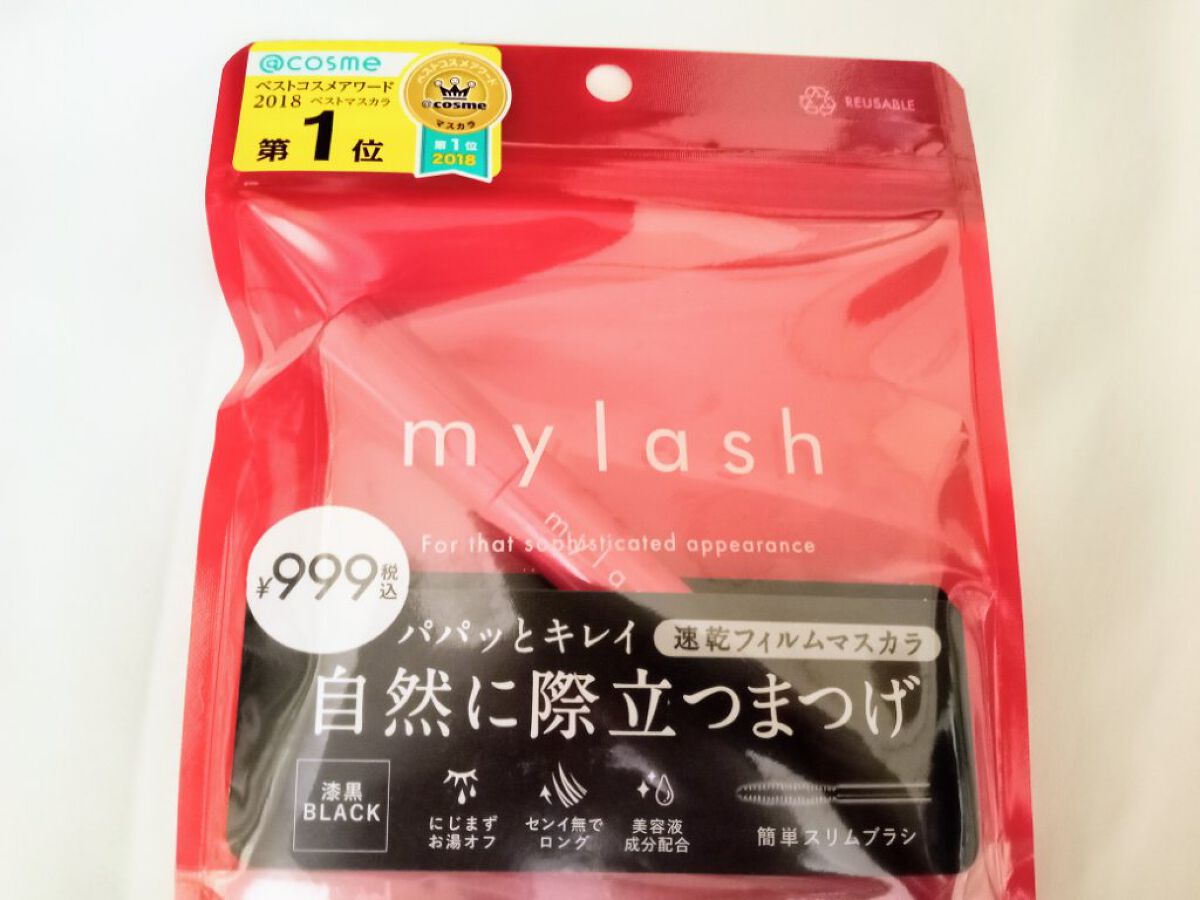 @cosme
ベストコスメアワード
2018 ベストマスカラ
第1位
ベストコスメアワード
@cosme
マスカラ
第1位
2018
REUSABLE
mylash
For that sophisticated appearance
myla
¥999税込
パパッとキレイ 速乾フィルムマスカラ
自然に際立つまつげ
漆黒
BLACK
にじまず
お湯オフ
センイ無で
ロング
美容液
成分配合
簡単スリムブラシ